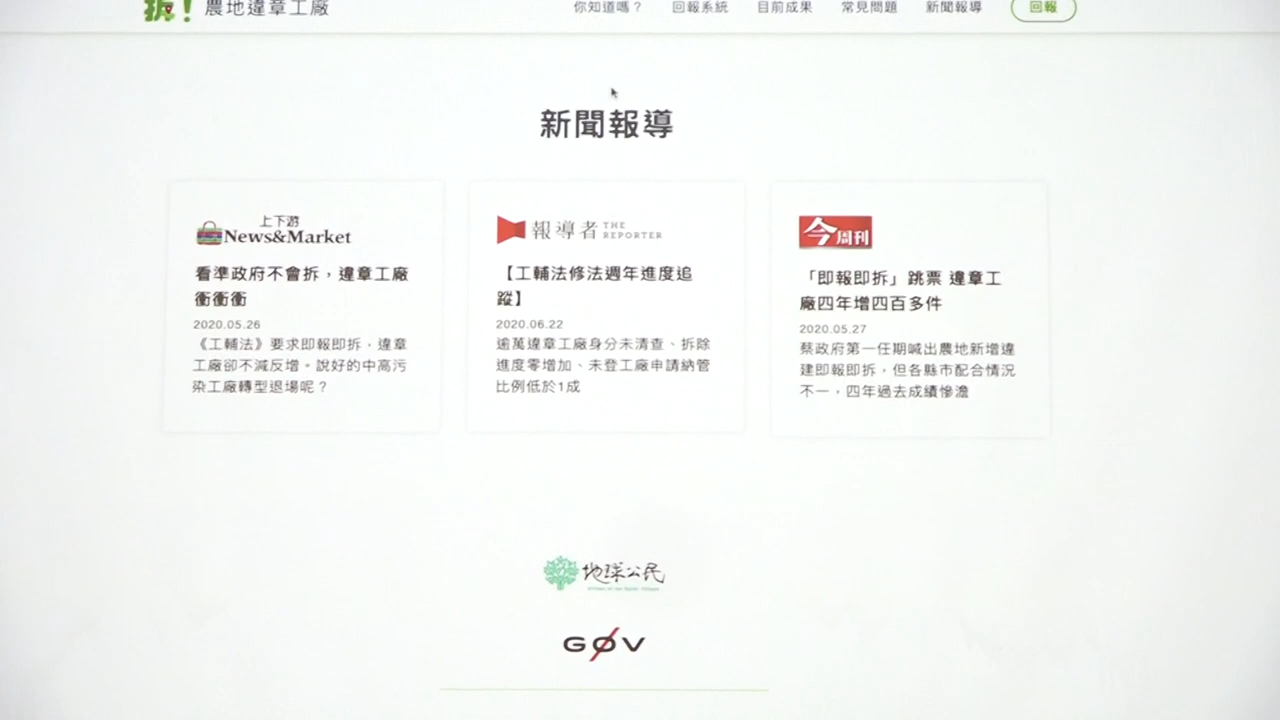 拆！農地違章工廠
你知道嗎？ 回報系統 目前成果 常見問題 新聞報導 回報
新聞報導
上下游
News&Market
看準政府不會拆，違章工廠
衝衝衝
2020.05.26
《工輔法》要求即報即拆，違章
工廠卻不減反增。說好的中高污
染工廠轉型退場呢？
報導者 THE
REPORTER
【工輔法修法週年進度追
蹤】
2020.06.22
逾萬違章工廠身分未清查、拆除
進度零增加、未登工廠申請納管
比例低於1成
今周刊
「即報即拆」跳票 違章工
廠四年增四百多件
2020.05.27
蔡政府第一任期喊出農地新增違
建即報即拆，但各縣市配合情況
不一，四年過去成績慘澹
地球公民
GØV